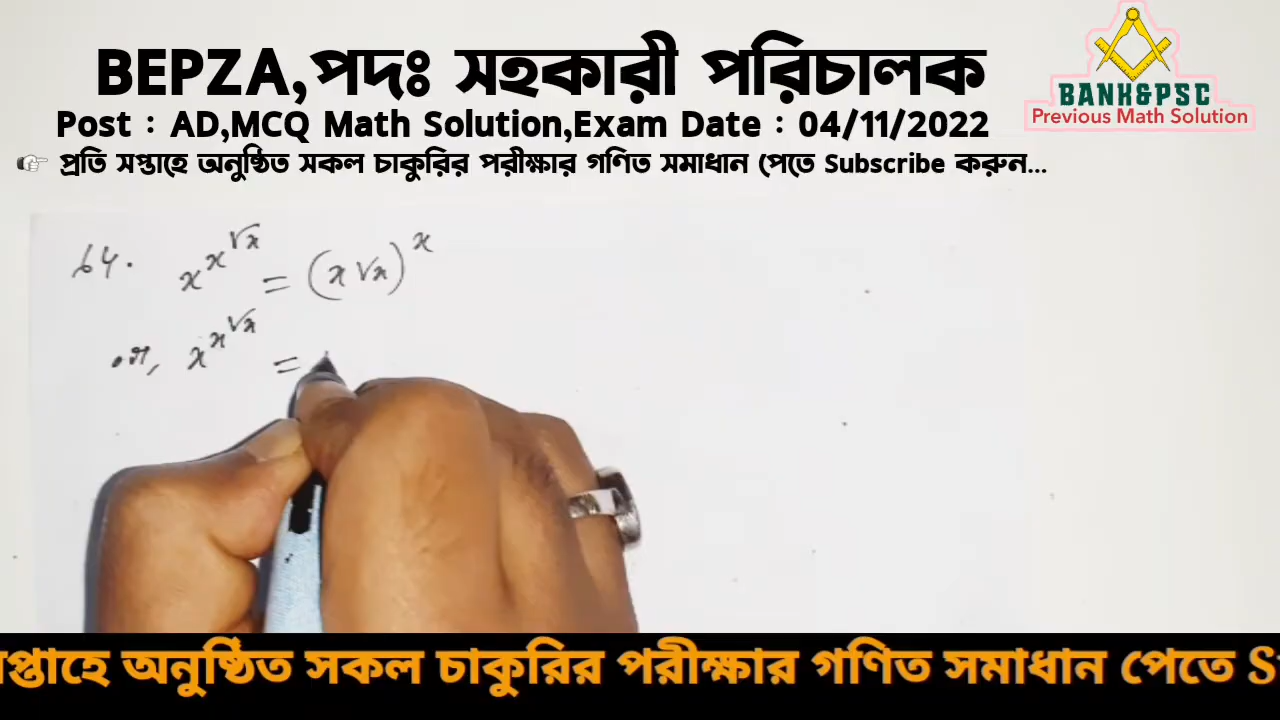 BEPZA,পদঃ সহকারী পরিচালক
Post : AD,MCQ Math Solution,Exam Date : 04/11/2022
👉 প্রতি সপ্তাহে অনুষ্ঠিত সকল চাকুরির পরীক্ষার গণিত সমাধান পেতে Subscribe করুন...
BANK&PSC
Previous Math Solution
64. x^x^√x = (x√x)^x
বা, x^x^√x =
সপ্তাহে অনুষ্ঠিত সকল চাকুরির পরীক্ষার গণিত সমাধান পেতে S